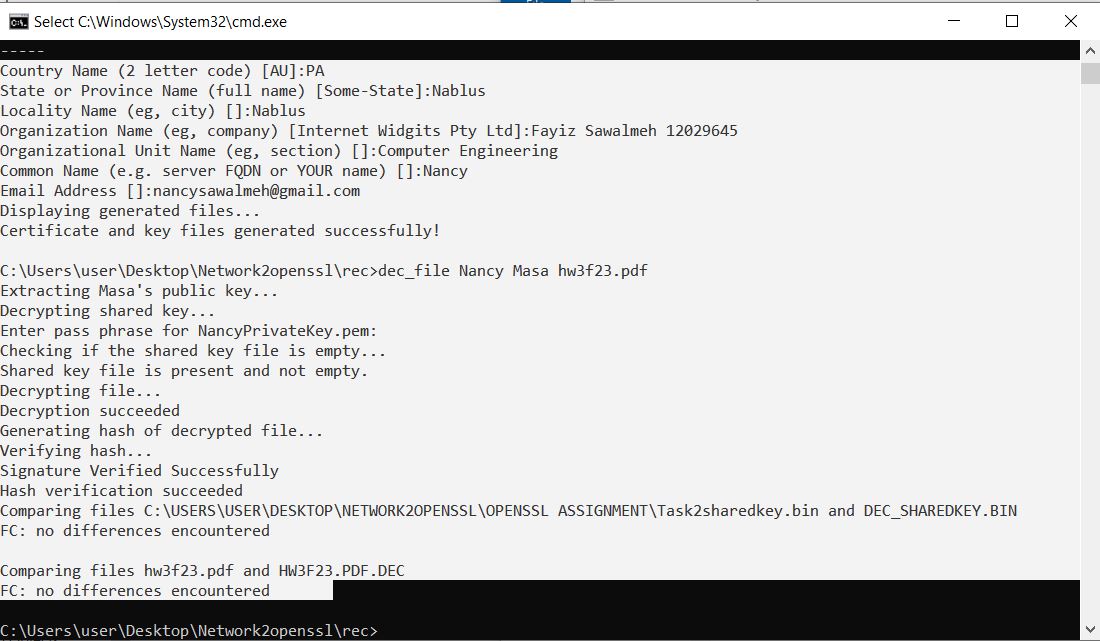 Select C:\Windows\System32\cmd.exe
-----
Country Name (2 letter code) [AU]:PA
State or Province Name (full name) [Some-State]:Nablus
Locality Name (eg, city) []:Nablus
Organization Name (eg, company) [Internet Widgits Pty Ltd]:Fayiz Sawalmeh 12029645
Organizational Unit Name (eg, section) []:Computer Engineering
Common Name (e.g. server FQDN or YOUR name) []:Nancy
Email Address []:nancysawalmeh@gmail.com
Displaying generated files...
Certificate and key files generated successfully!
C:\Users\user\Desktop\Network2openssl\rec>dec_file Nancy Masa hw3f23.pdf
Extracting Masa's public key...
Decrypting shared key...
Enter pass phrase for NancyPrivateKey.pem:
Checking if the shared key file is empty...
Shared key file is present and not empty.
Decrypting file...
Decryption succeeded
Generating hash of decrypted file...
Verifying hash...
Signature Verified Successfully
Hash verification succeeded
Comparing files C:\USERS\USER\DESKTOP\NETWORK2OPENSSL\OPENSSL ASSIGNMENT\Task2sharedkey.bin and DEC_SHAREDKEY.BIN
FC: no differences encountered
Comparing files hw3f23.pdf and HW3F23.PDF.DEC
FC: no differences encountered
C:\Users\user\Desktop\Network2openssl\rec>